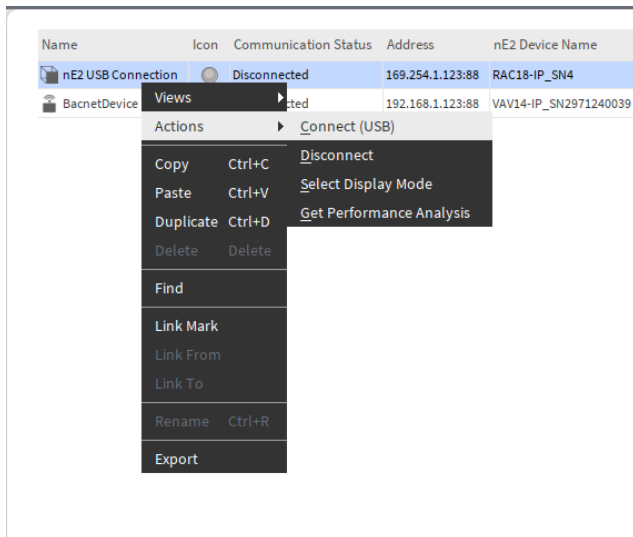 Name Icon Communication Status Address nE2 Device Name
nE2 USB Connection Disconnected 169.254.1.123:88 RAC18-IP_SN4
BacnetDevice cted 192.168.1.123:88 VAV14-IP_SN2971240039
Views
Actions Connect (USB)
Disconnect
Select Display Mode
Get Performance Analysis
Copy Ctrl+C
Paste Ctrl+V
Duplicate Ctrl+D
Delete Delete
Find
Link Mark
Link From
Link To
Rename Ctrl+R
Export